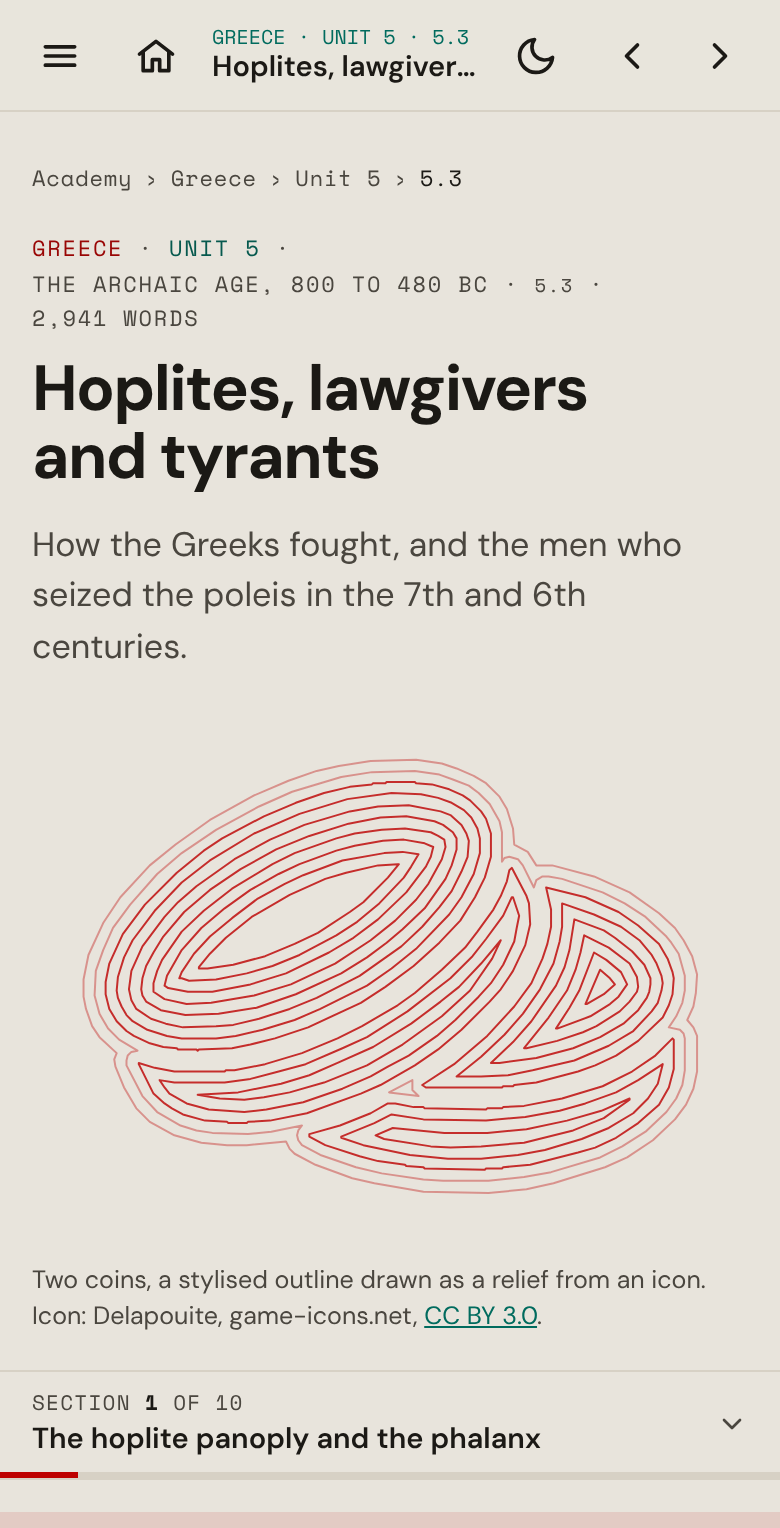 GREECE · UNIT 5 · 5.3
Hoplites, lawgiver...
Academy › Greece › Unit 5 › 5.3
GREECE · UNIT 5 ·
THE ARCHAIC AGE, 800 TO 480 BC · 5.3 ·
2,941 WORDS
Hoplites, lawgivers
and tyrants
How the Greeks fought, and the men who
seized the poleis in the 7th and 6th
centuries.
Two coins, a stylised outline drawn as a relief from an icon.
Icon: Delapouite, game-icons.net, CC BY 3.0.
SECTION 1 OF 10
The hoplite panoply and the phalanx